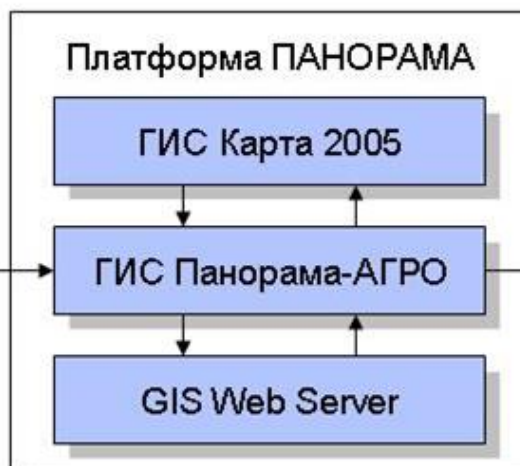 Платформа ПАНОРАМА
ГИС Карта 2005
ГИС Панорама-АГРО
GIS Web Server